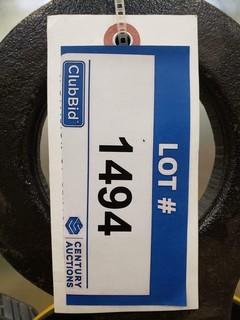 LOT #
1494
ClubBid
CENTURY
AUCTIONS